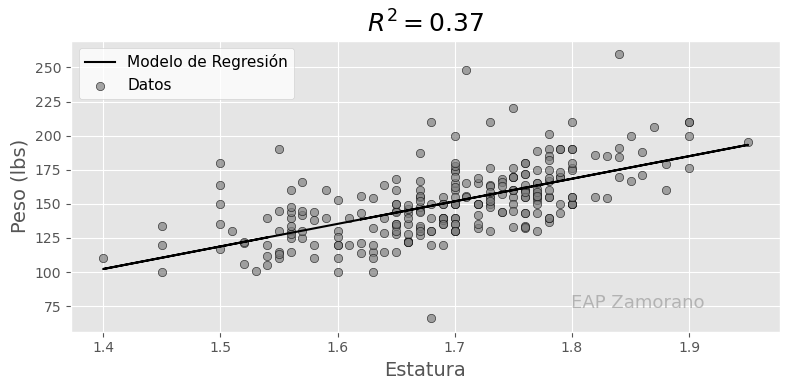 R² = 0.37
Modelo de Regresión
Datos
Peso (lbs)
250
225
200
175
150
125
100
75
EAP Zamorano
1.4 1.5 1.6 1.7 1.8 1.9
Estatura